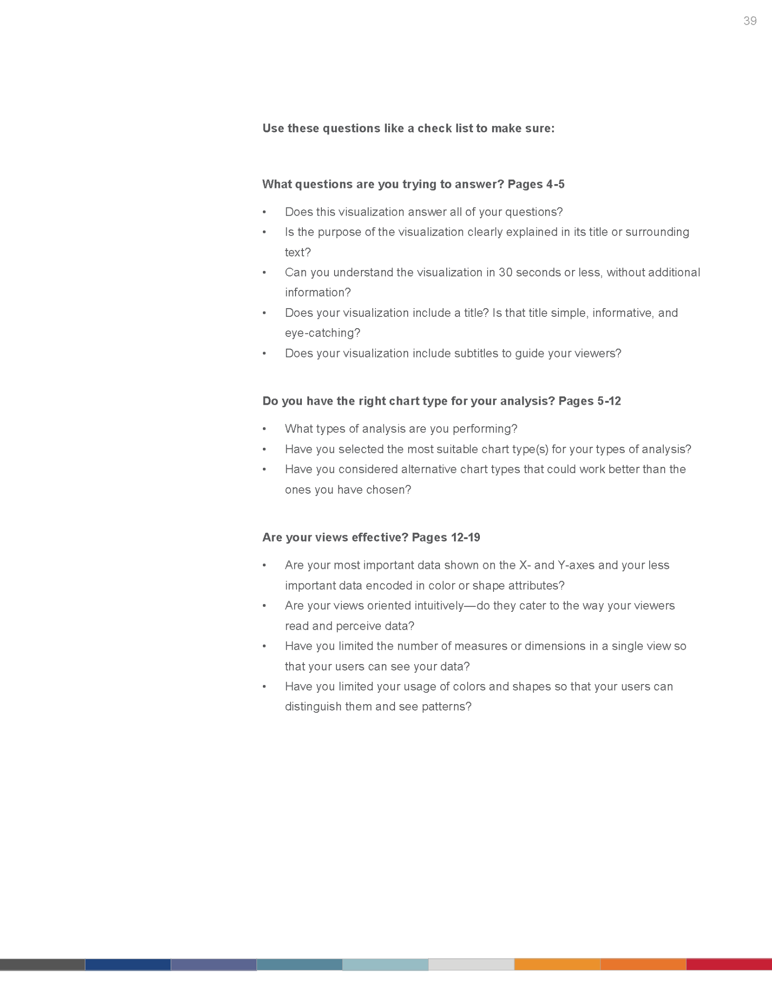 39
Use these questions like a check list to make sure:
What questions are you trying to answer? Pages 4-5
• Does this visualization answer all of your questions?
• Is the purpose of the visualization clearly explained in its title or surrounding
text?
• Can you understand the visualization in 30 seconds or less, without additional
information?
• Does your visualization include a title? Is that title simple, informative, and
eye-catching?
• Does your visualization include subtitles to guide your viewers?
Do you have the right chart type for your analysis? Pages 5-12
• What types of analysis are you performing?
• Have you selected the most suitable chart type(s) for your types of analysis?
• Have you considered alternative chart types that could work better than the
ones you have chosen?
Are your views effective? Pages 12-19
• Are your most important data shown on the X- and Y-axes and your less
important data encoded in color or shape attributes?
• Are your views oriented intuitively—do they cater to the way your viewers
read and perceive data?
• Have you limited the number of measures or dimensions in a single view so
that your users can see your data?
• Have you limited your usage of colors and shapes so that your users can
distinguish them and see patterns?